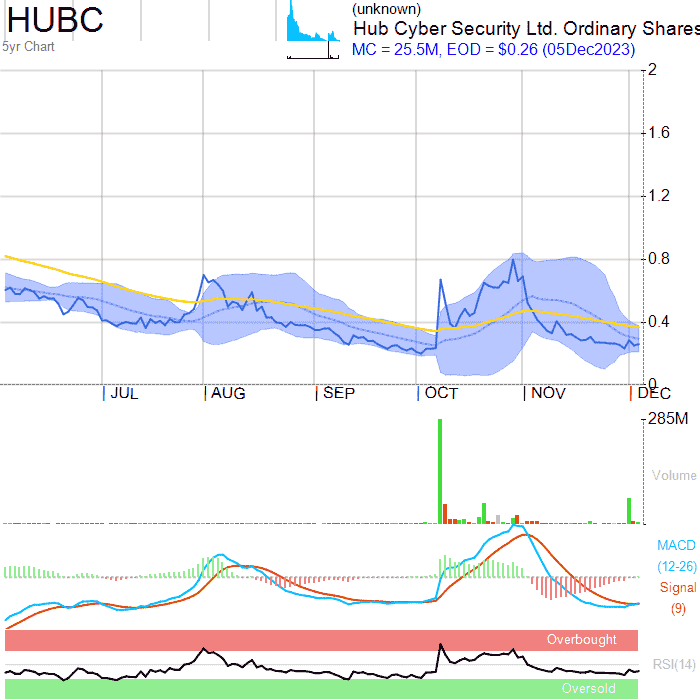 HUBC
5yr Chart
(unknown)
Hub Cyber Security Ltd. Ordinary Shares
MC = 25.5M, EOD = $0.26 (05Dec2023)
2
1.6
1.2
0.8
0.4
0
JUL AUG SEP OCT NOV DEC
285M
Volume
MACD
(12-26)
Signal
(9)
Overbought
RSI(14)
Oversold